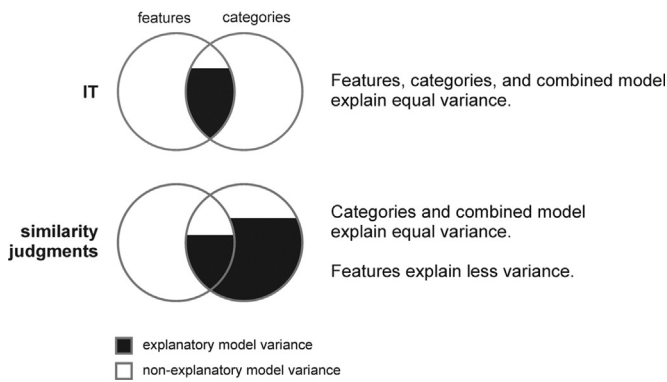 features categories
IT
Features, categories, and combined model
explain equal variance.
similarity
judgments
Categories and combined model
explain equal variance.
Features explain less variance.
explanatory model variance
non-explanatory model variance